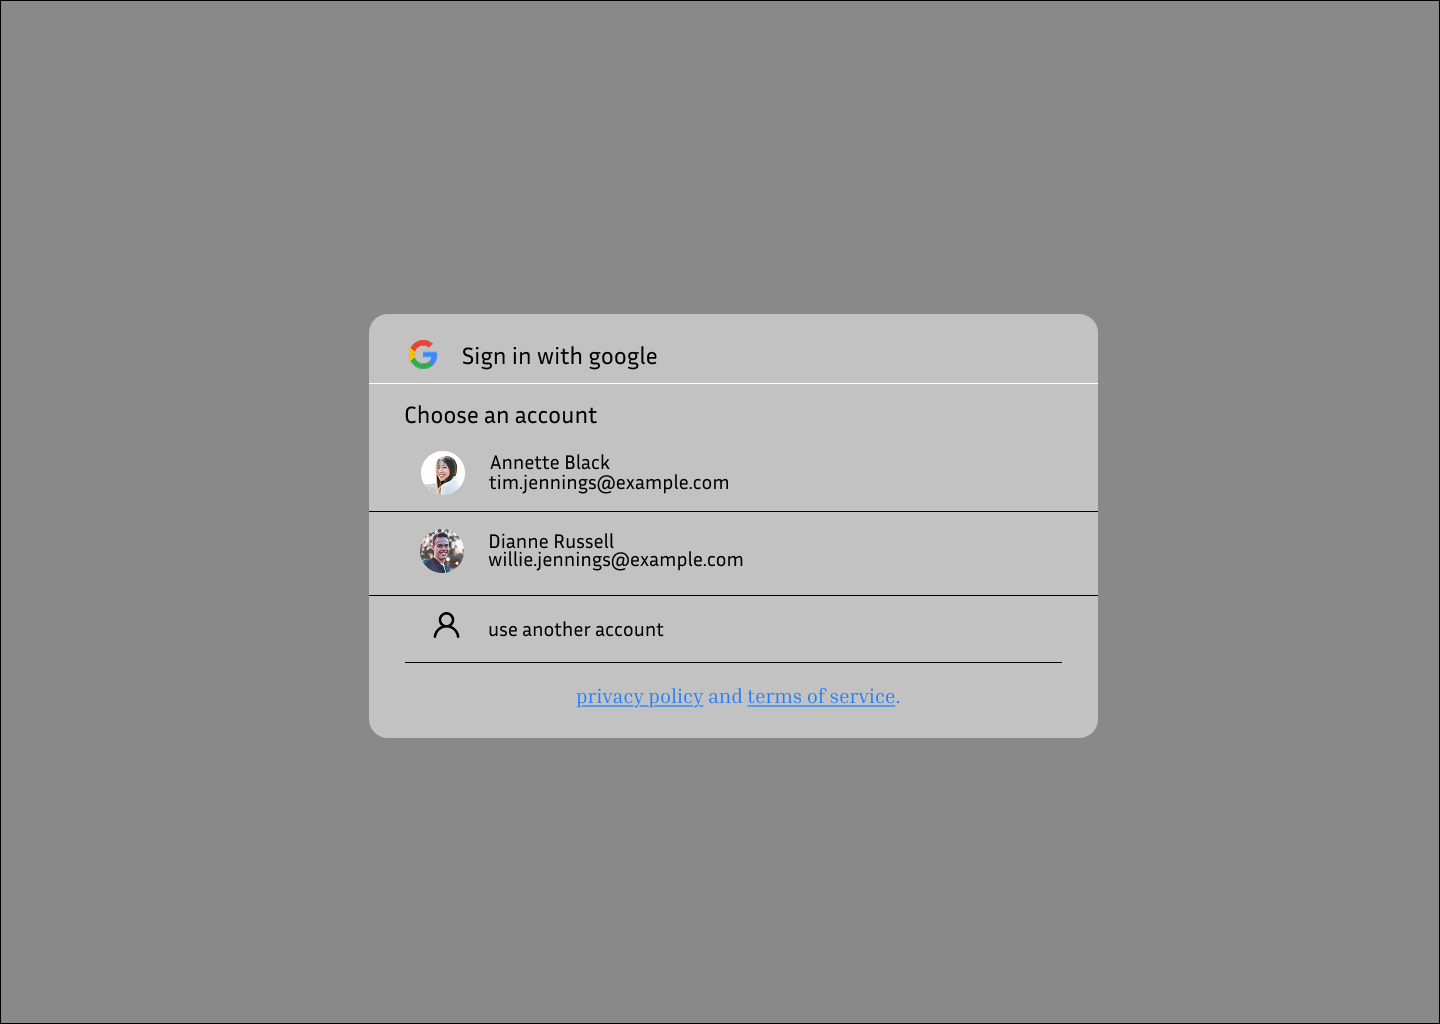 Sign in with google
Choose an account
Annette Black
tim.jennings@example.com
Dianne Russell
willie.jennings@example.com
use another account
privacy policy and terms of service.